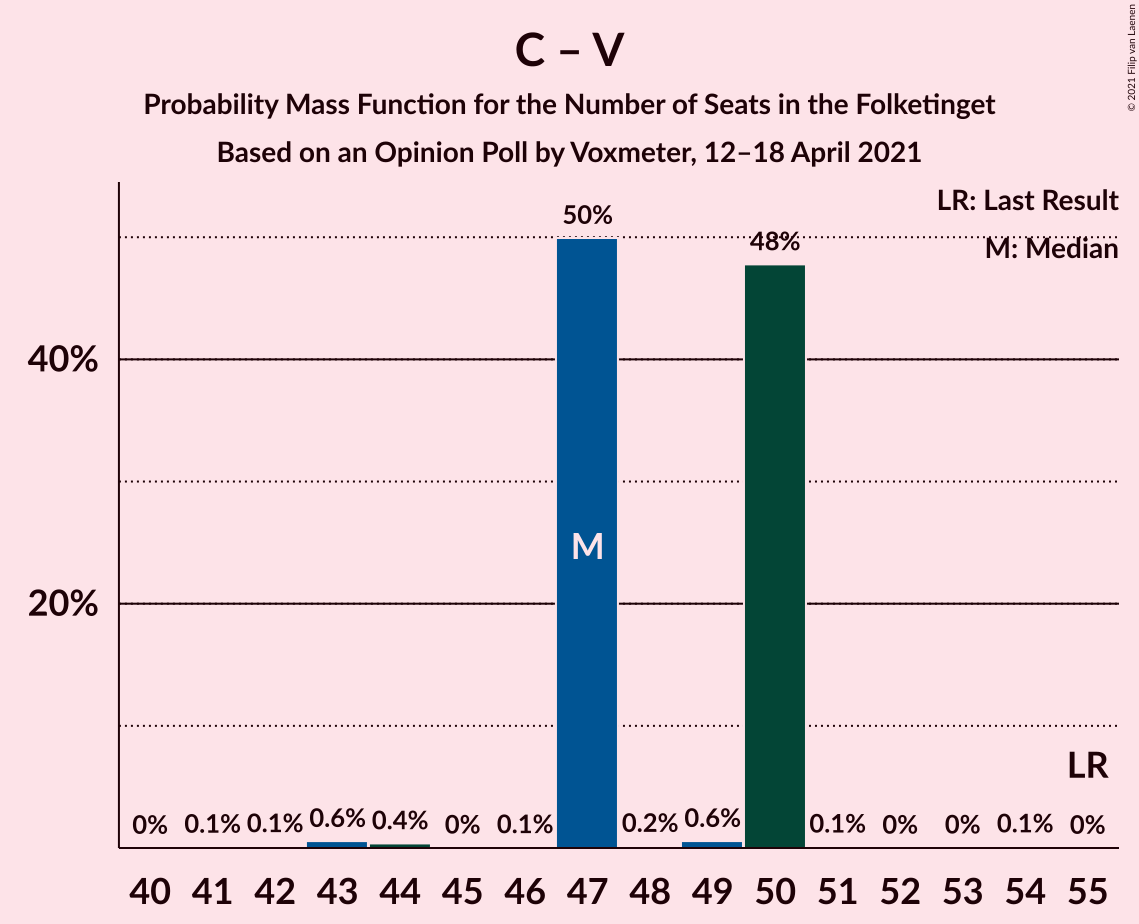 C – V
Probability Mass Function for the Number of Seats in the Folketinget
Based on an Opinion Poll by Voxmeter, 12–18 April 2021
© 2021 Filip van Laenen
LR: Last Result
M: Median
50%
48%
40%
20%
M
LR
0% 0.1% 0.1% 0.6% 0.4% 0% 0.1% 0.2% 0.6% 0.1% 0% 0% 0.1% 0%
40 41 42 43 44 45 46 47 48 49 50 51 52 53 54 55